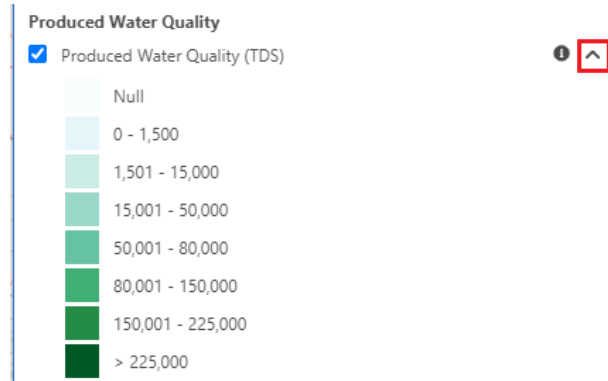 Produced Water Quality
Produced Water Quality (TDS)
Null
0 - 1,500
1,501 - 15,000
15,001 - 50,000
50,001 - 80,000
80,001 - 150,000
150,001 - 225,000
> 225,000